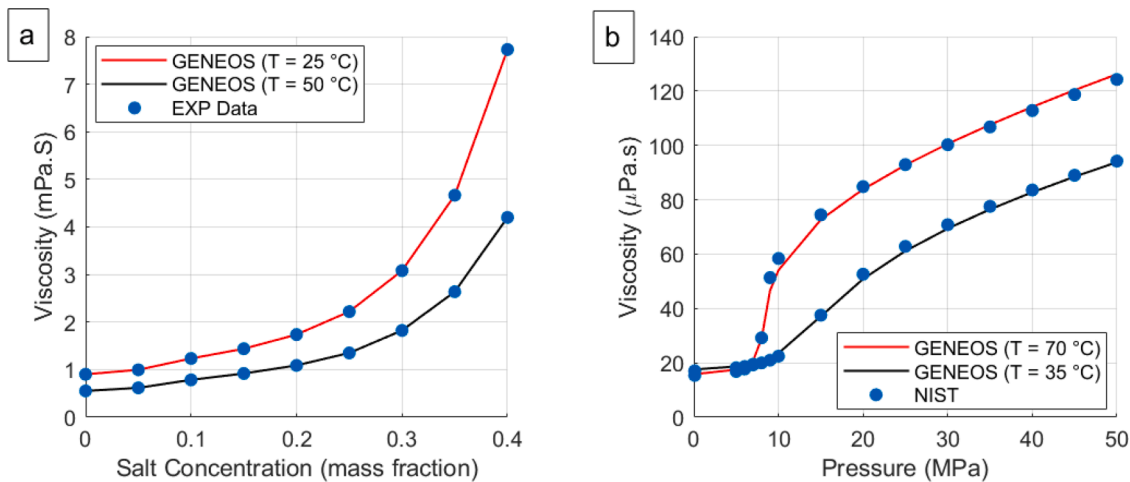 a
8
7
6
5
4
3
2
1
0
Viscosity (mPa.S)
GENEOS (T = 25 °C)
GENEOS (T = 50 °C)
EXP Data
0 0.1 0.2 0.3 0.4
Salt Concentration (mass fraction)
b
140
120
100
80
60
40
20
0
Viscosity (μPa.s)
GENEOS (T = 70 °C)
GENEOS (T = 35 °C)
NIST
0 10 20 30 40 50
Pressure (MPa)